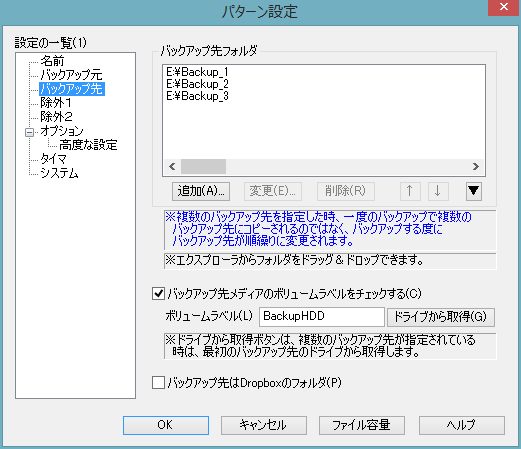 パターン設定
設定の一覧(1)
名前
バックアップ元
バックアップ先
除外1
除外2
オプション
高度な設定
タイマ
システム
バックアップ先フォルダ
E:¥Backup_1
E:¥Backup_2
E:¥Backup_3
追加(A)... 変更(E)... 削除(R) ↑ ↓ ▼
※複数のバックアップ先を指定した時、一度のバックアップで複数の
バックアップ先にコピーされるのではなく、バックアップする度に
バックアップ先が順繰りに変更されます。
※エクスプローラからフォルダをドラッグ&ドロップできます。
バックアップ先メディアのボリュームラベルをチェックする(C)
ボリュームラベル(L) BackupHDD ドライブから取得(G)
※ドライブから取得ボタンは、複数のバックアップ先が指定されている
時は、最初のバックアップ先のドライブから取得します。
バックアップ先はDropboxのフォルダ(P)
OK キャンセル ファイル容量 ヘルプ